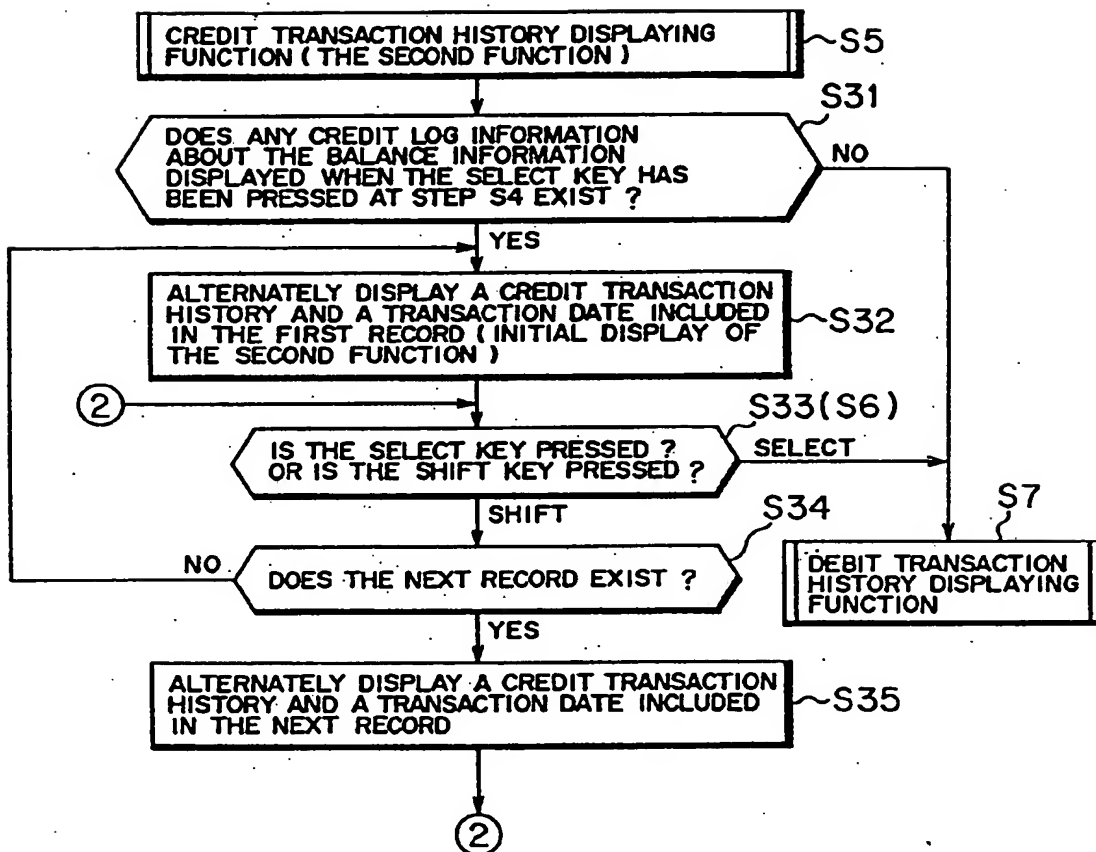 CREDIT TRANSACTION HISTORY DISPLAYING
FUNCTION ( THE SECOND FUNCTION )
S5
S31
DOES ANY CREDIT LOG INFORMATION
ABOUT THE BALANCE INFORMATION
DISPLAYED WHEN THE SELECT KEY HAS
BEEN PRESSED AT STEP S4 EXIST ?
NO
YES
ALTERNATELY DISPLAY A CREDIT TRANSACTION
HISTORY AND A TRANSACTION DATE INCLUDED
IN THE FIRST RECORD ( INITIAL DISPLAY OF
THE SECOND FUNCTION )
S32
2
S33(S6)
IS THE SELECT KEY PRESSED ?
OR IS THE SHIFT KEY PRESSED ?
SELECT
SHIFT
S34
NO
DOES THE NEXT RECORD EXIST ?
S7
DEBIT TRANSACTION
HISTORY DISPLAYING
FUNCTION
YES
ALTERNATELY DISPLAY A CREDIT TRANSACTION
HISTORY AND A TRANSACTION DATE INCLUDED
IN THE NEXT RECORD
S35
2